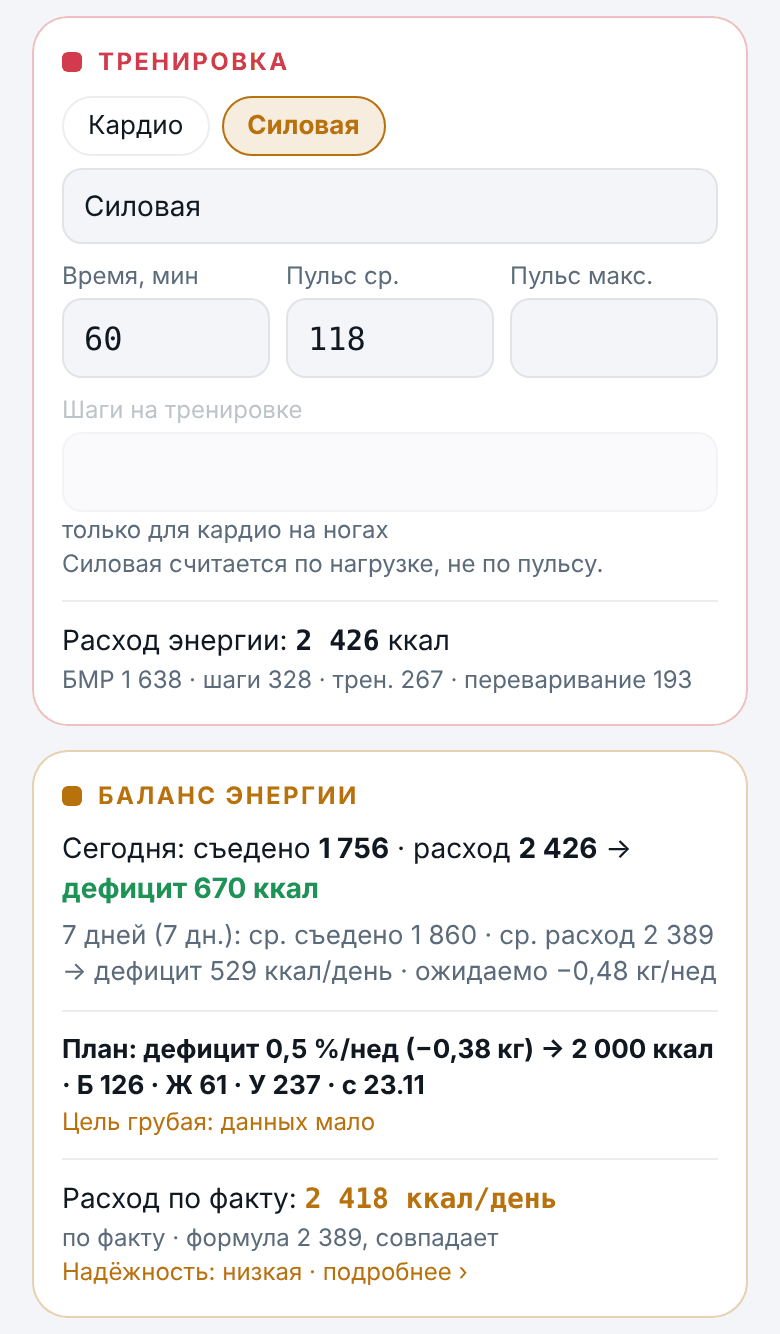 ТРЕНИРОВКА
Кардио Силовая
Силовая
Время, мин Пульс ср. Пульс макс.
60 118
Шаги на тренировке
только для кардио на ногах
Силовая считается по нагрузке, не по пульсу.
Расход энергии: 2 426 ккал
БМР 1 638 · шаги 328 · трен. 267 · переваривание 193
БАЛАНС ЭНЕРГИИ
Сегодня: съедено 1 756 · расход 2 426 →
дефицит 670 ккал
7 дней (7 дн.): ср. съедено 1 860 · ср. расход 2 389
→ дефицит 529 ккал/день · ожидаемо −0,48 кг/нед
План: дефицит 0,5 %/нед (−0,38 кг) → 2 000 ккал
· Б 126 · Ж 61 · У 237 · с 23.11
Цель грубая: данных мало
Расход по факту: 2 418 ккал/день
по факту · формула 2 389, совпадает
Надёжность: низкая · подробнее ›